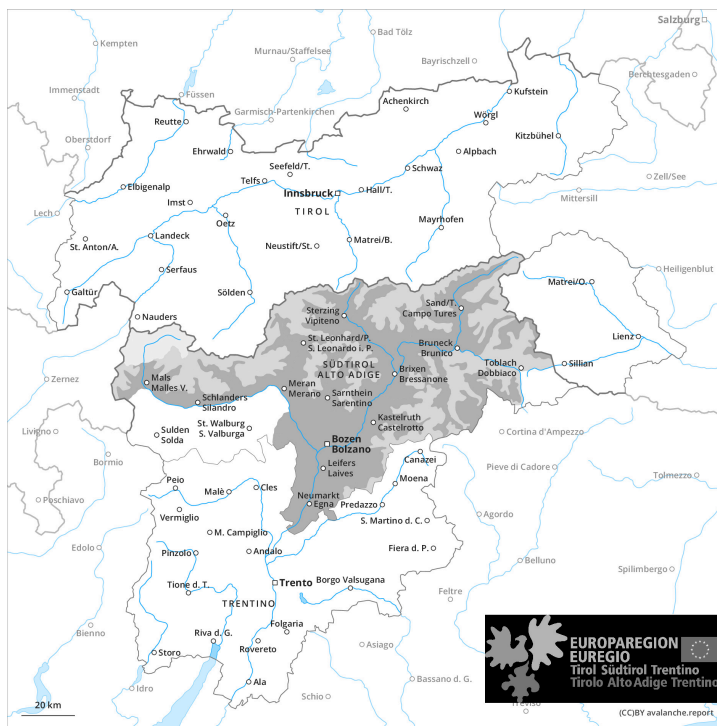 Salzburg
Kempten
Bad Tölz
Murnau/Staffelsee
Bayrischzell
Berchtesgaden
Immenstadt
Füssen
Garmisch-Partenkirchen
Achenkirch
Kufstein
Reutte
Wörgl
Oberstdorf
Ehrwald
Kitzbühel
Alpbach
Seefeld/T.
Schwaz
Zell/See
Telfs
Elbigenalp
Innsbruck
Hall/T.
Mittersill
TIROL
Imst
Lech
Oetz
Mayrhofen
St. Anton/A.
Landeck
Neustift/St.
Matrei/B.
Serfaus
Heiligenblut
Galtür
Sölden
Matrei/O.
Nauders
Sterzing
Vipiteno
Sand/T.
Campo Tures
Lienz
St. Leonhard/P.
S. Leonardo i. P.
Bruneck
Brunico
Toblach
Dobbiaco
Sillian
SÜDTIROL
ALTO ADIGE
Brixen
Bressanone
Zernez
Mals
Malles V.
Meran
Merano
Schlanders
Silandro
Sarnthein
Sarentino
Kastelruth
Castelrotto
St. Walburg
S. Valburga
Sulden
Solda
Livigno
Cortina d'Ampezzo
Bozen
Bolzano
Bormio
Canazei
Pieve di Cadore
Leifers
Laives
Tolmezzo
Peio
Malè
Cles
Moena
Poschiavo
Neumarkt
Egna
Predazzo
Vermiglio
Agordo
S. Martino d. C.
M. Campiglio
Edolo
Pinzolo
Andalo
Fiera d. P.
Belluno
Spilimbergo
Tione d. T.
Trento
Borgo Valsugana
Feltre
TRENTINO
Folgaria
Bienno
Riva d. G.
Rovereto
Asiago
Storo
Bassano d. G.
Ala
Idro
Schio
Treviso
EUROPAREGION
EUREGIO
Tirol Südtirol Trentino
Tirolo Alto Adige Trentino
20 km
(CC)BY avalanche.report